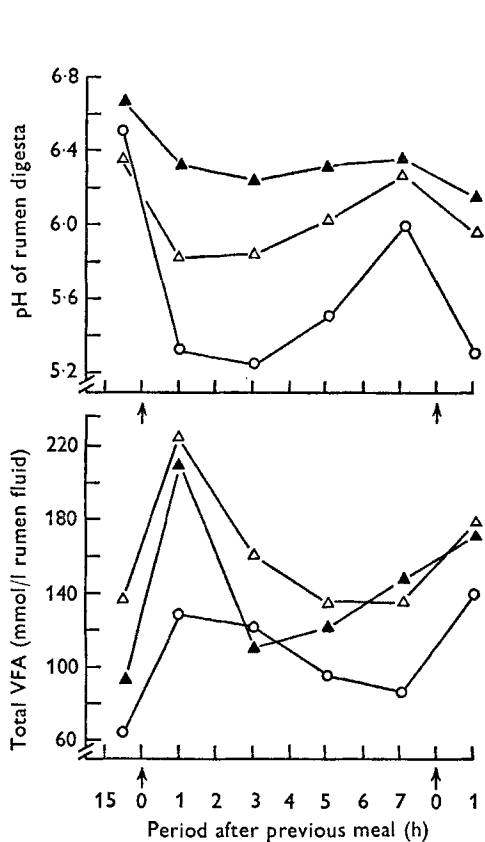 6·8
6·4
6·0
5·6
5·2
pH of rumen digesta
220
180
140
100
60
Total VFA (mmol/l rumen fluid)
15 0 1 3 4 5 6 7 0 1
Period after previous meal (h)